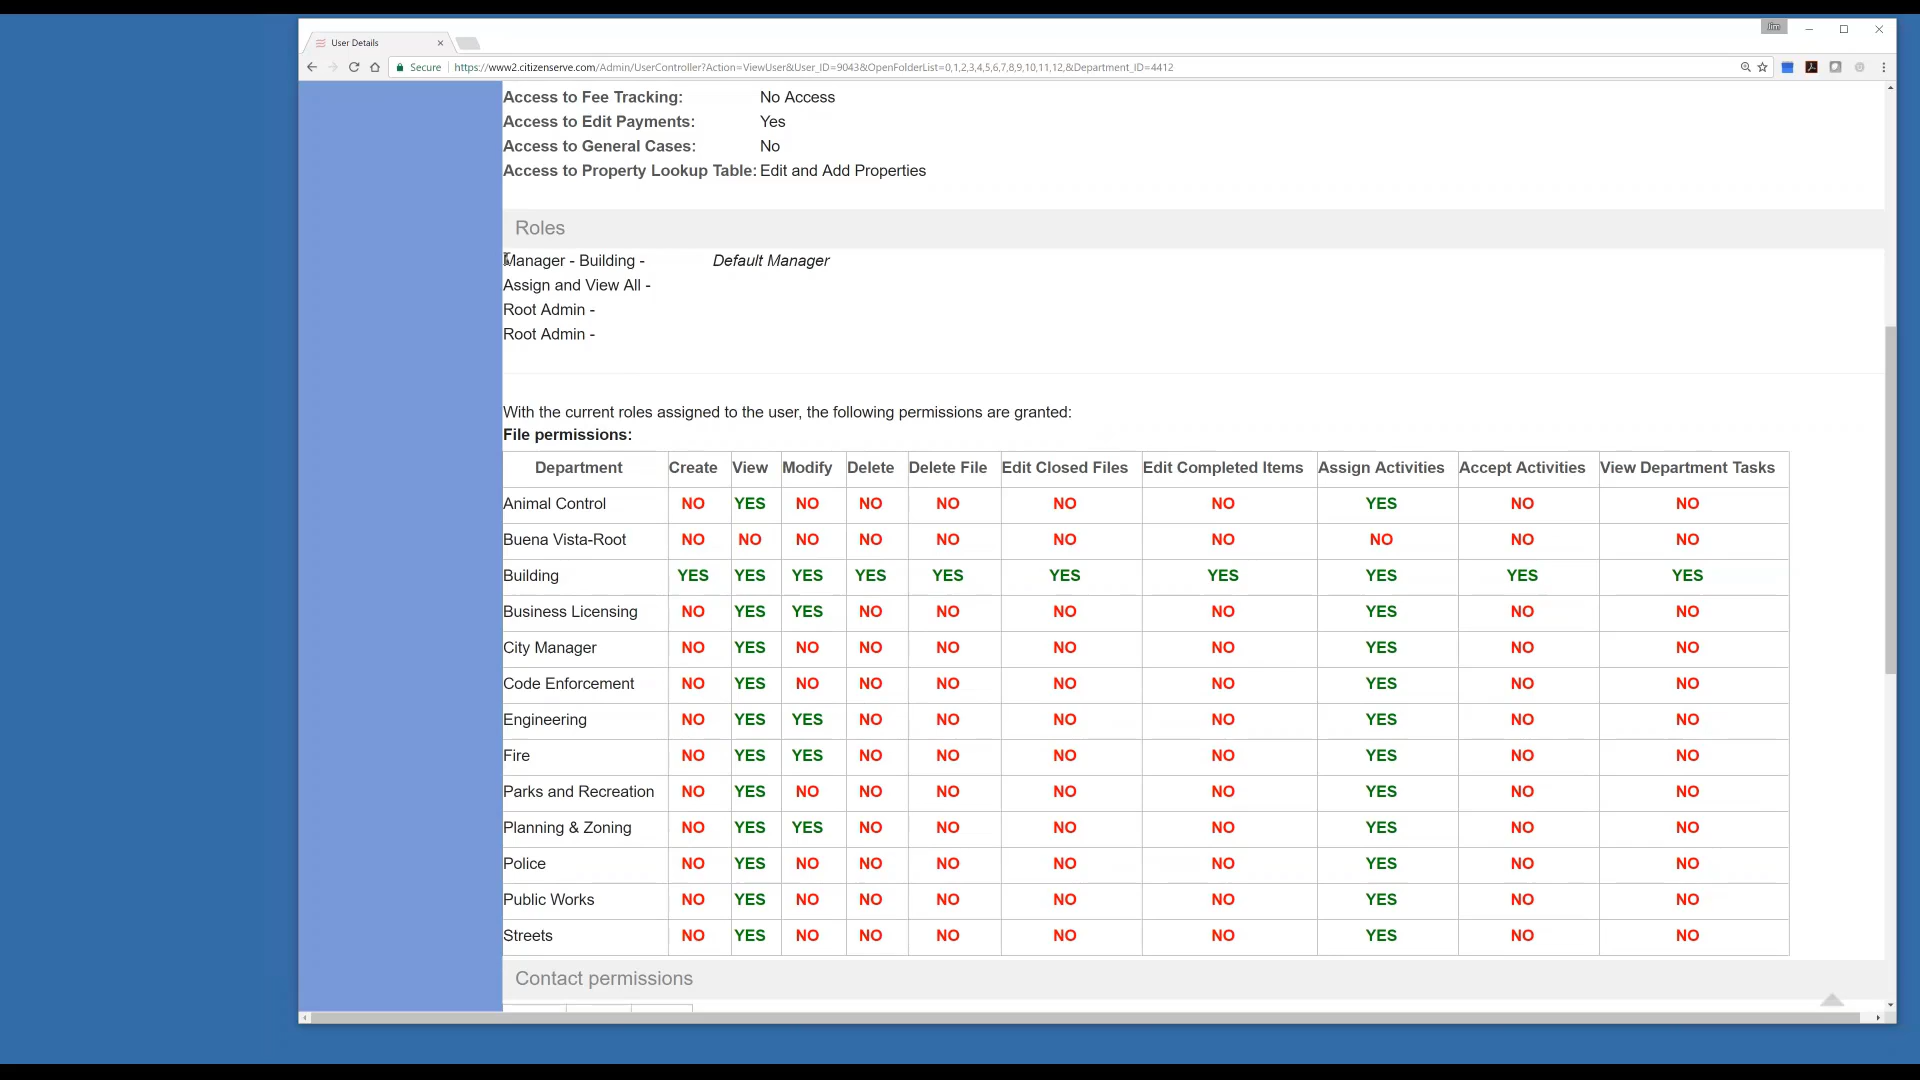 Jim
User Details
Secure https://www2.citizenserve.com/Admin/UserController?Action=ViewUser&User_ID=9043&OpenFolderList=0,1,2,3,4,5,6,7,8,9,10,11,12,&Department_ID=4412
Access to Fee Tracking: No Access
Access to Edit Payments: Yes
Access to General Cases: No
Access to Property Lookup Table: Edit and Add Properties
Roles
Manager - Building - Default Manager
Assign and View All -
Root Admin -
Root Admin -
With the current roles assigned to the user, the following permissions are granted:
File permissions:
Department Create View Modify Delete Delete File Edit Closed Files Edit Completed Items Assign Activities Accept Activities View Department Tasks
Animal Control NO YES NO NO NO NO NO YES NO NO
Buena Vista-Root NO NO NO NO NO NO NO NO NO NO
Building YES YES YES YES YES YES YES YES YES YES
Business Licensing NO YES YES NO NO NO NO YES NO NO
City Manager NO YES NO NO NO NO NO YES NO NO
Code Enforcement NO YES NO NO NO NO NO YES NO NO
Engineering NO YES YES NO NO NO NO YES NO NO
Fire NO YES YES NO NO NO NO YES NO NO
Parks and Recreation NO YES NO NO NO NO NO YES NO NO
Planning & Zoning NO YES YES NO NO NO NO YES NO NO
Police NO YES NO NO NO NO NO YES NO NO
Public Works NO YES NO NO NO NO NO YES NO NO
Streets NO YES NO NO NO NO NO YES NO NO
Contact permissions